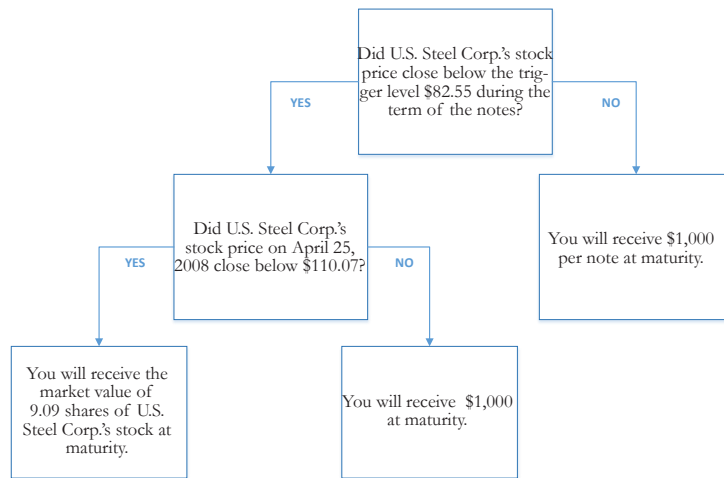 Did U.S. Steel Corp.'s stock
price close below the trig-
ger level $82.55 during the
term of the notes?
YES
NO
Did U.S. Steel Corp.'s
stock price on April 25,
2008 close below $110.07?
You will receive $1,000
per note at maturity.
YES
NO
You will receive the
market value of
9.09 shares of U.S.
Steel Corp.'s stock at
maturity.
You will receive $1,000
at maturity.